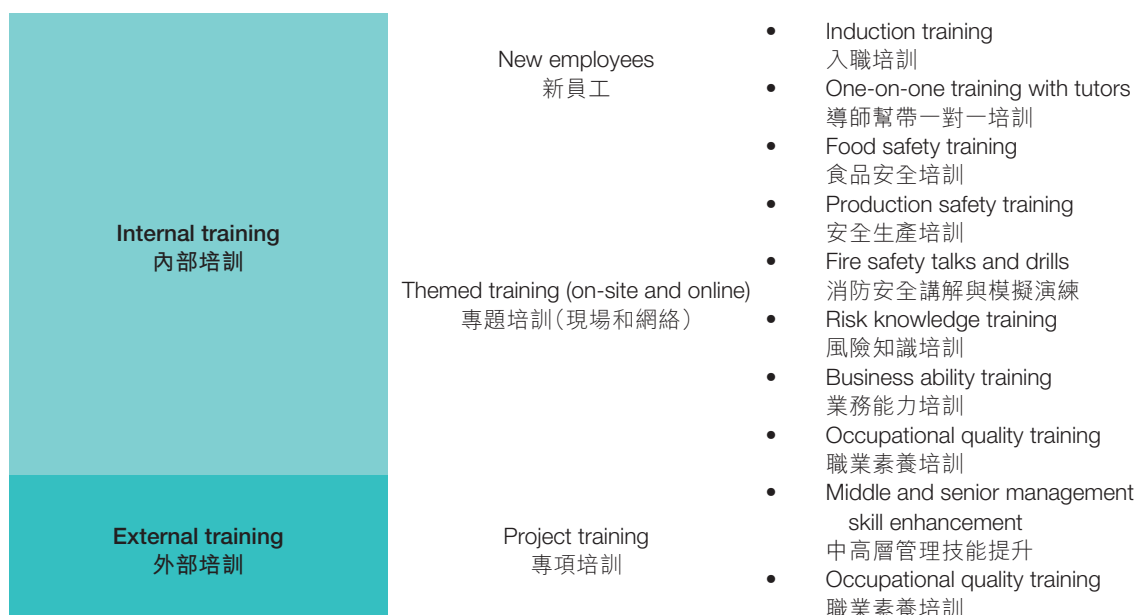 Internal training
內部培訓
New employees
新員工
• Induction training
入職培訓
• One-on-one training with tutors
導師幫帶一對一培訓
Themed training (on-site and online)
專題培訓(現場和網絡)
• Food safety training
食品安全培訓
• Production safety training
安全生產培訓
• Fire safety talks and drills
消防安全講解與模擬演練
• Risk knowledge training
風險知識培訓
• Business ability training
業務能力培訓
• Occupational quality training
職業素養培訓
External training
外部培訓
Project training
專項培訓
• Middle and senior management
skill enhancement
中高層管理技能提升
• Occupational quality training
職業素養培訓